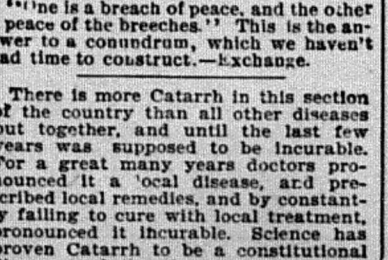 "One is a breach of peace, and the other
peace of the breeches." This is the an-
wer to a conundrum, which we haven't
ad time to construct.—Exchange.
There is more Catarrh in this section
of the country than all other diseases
out together, and until the last few
years was supposed to be incurable.
For a great many years doctors pro-
nounced it a 'ocal disease, and pre-
cribed local remedies, and by constant-
y failing to cure with local treatment,
pronounced it incurable. Science has
proven Catarrh to be a constitutional